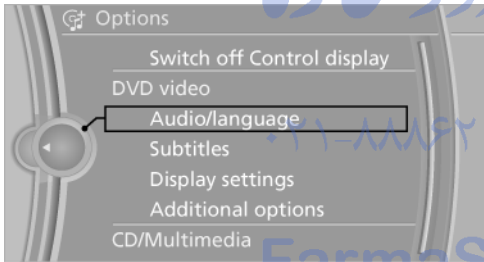 Options
Switch off Control display
DVD video
Audio/language
Subtitles
Display settings
Additional options
CD/Multimedia